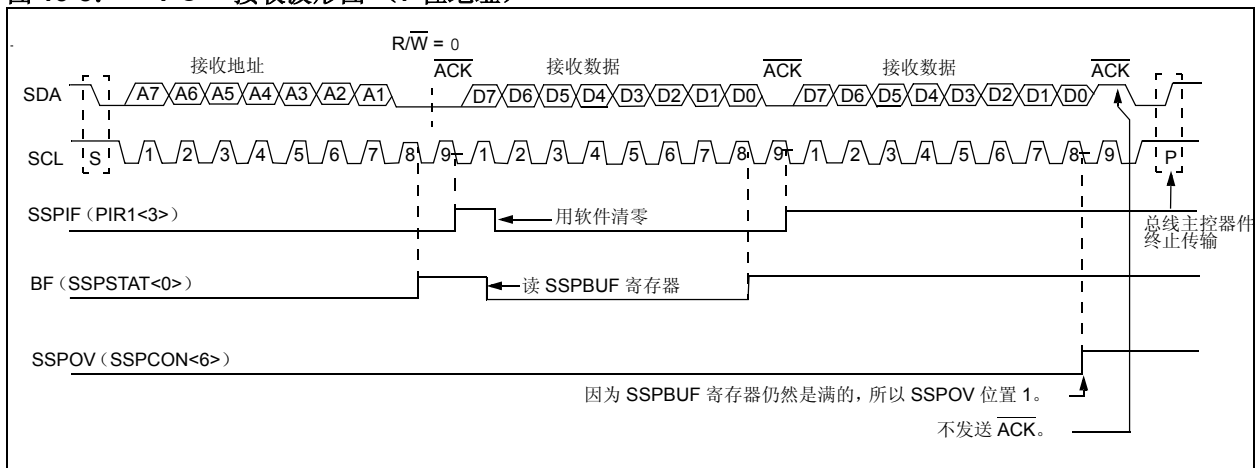 R/W = 0
接收地址 ACK 接收数据 ACK 接收数据 ACK
SDA A7 A6 A5 A4 A3 A2 A1 D7 D6 D5 D4 D3 D2 D1 D0 D7 D6 D5 D4 D3 D2 D1 D0
SCL S 1 2 3 4 5 6 7 8 9 1 2 3 4 5 6 7 8 9 1 2 3 4 5 6 7 8 9 P
SSPIF(PIR1<3>)
用软件清零
总线主控器件
终止传输
BF(SSPSTAT<0>)
读 SSPBUF 寄存器
SSPOV(SSPCON<6>)
因为 SSPBUF 寄存器仍然是满的,所以 SSPOV 位置 1。
不发送 ACK。